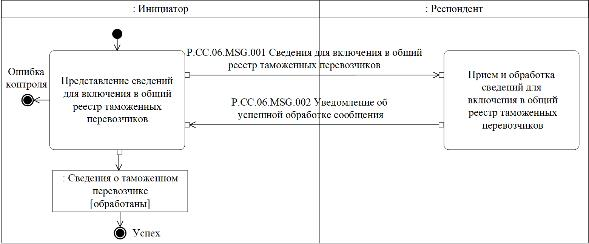 : Инициатор
: Респондент
P.CC.06.MSG.001 Сведения для включения в общий
реестр таможенных перевозчиков
Ошибка
контроля
Представление сведений
для включения в общий
реестр таможенных
перевозчиков
Прием и обработка
сведений для
включения в общий
реестр таможенных
перевозчиков
P.CC.06.MSG.002 Уведомление об
успешной обработке сообщения
: Сведения о таможенном
перевозчике
[обработаны]
Успех